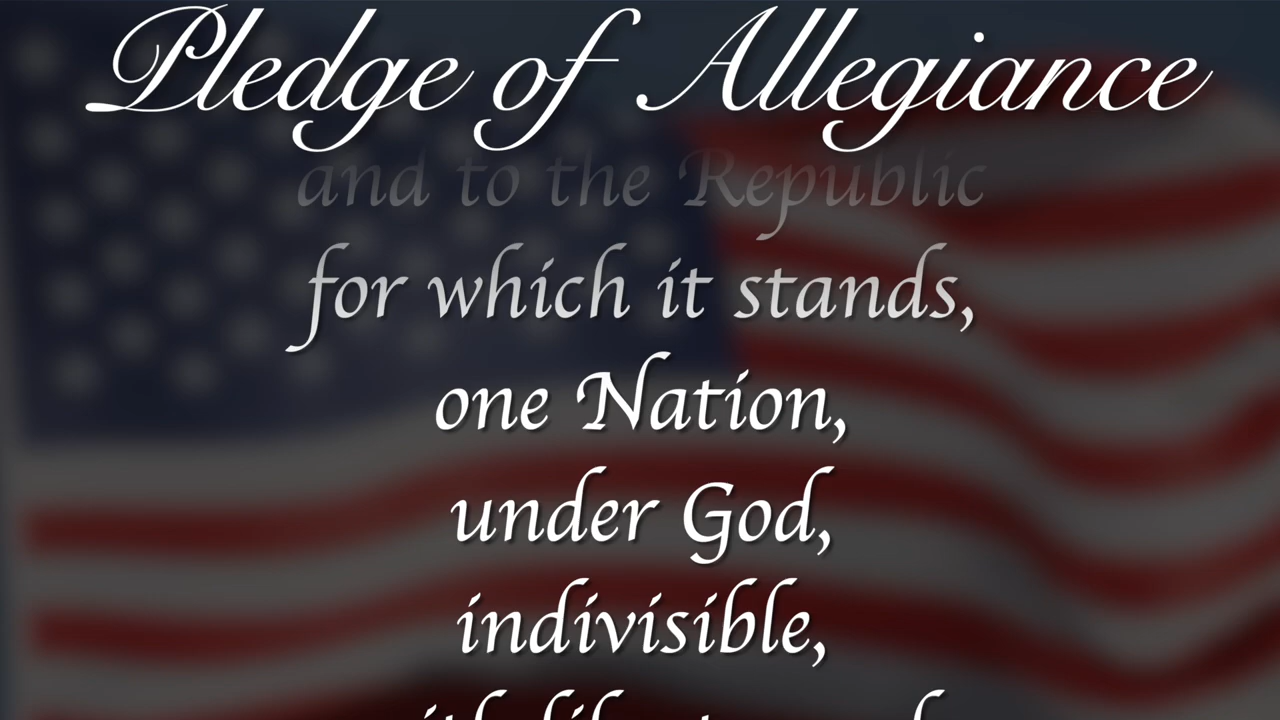 Pledge of Allegiance
and to the Republic
for which it stands,
one Nation,
under God,
indivisible,